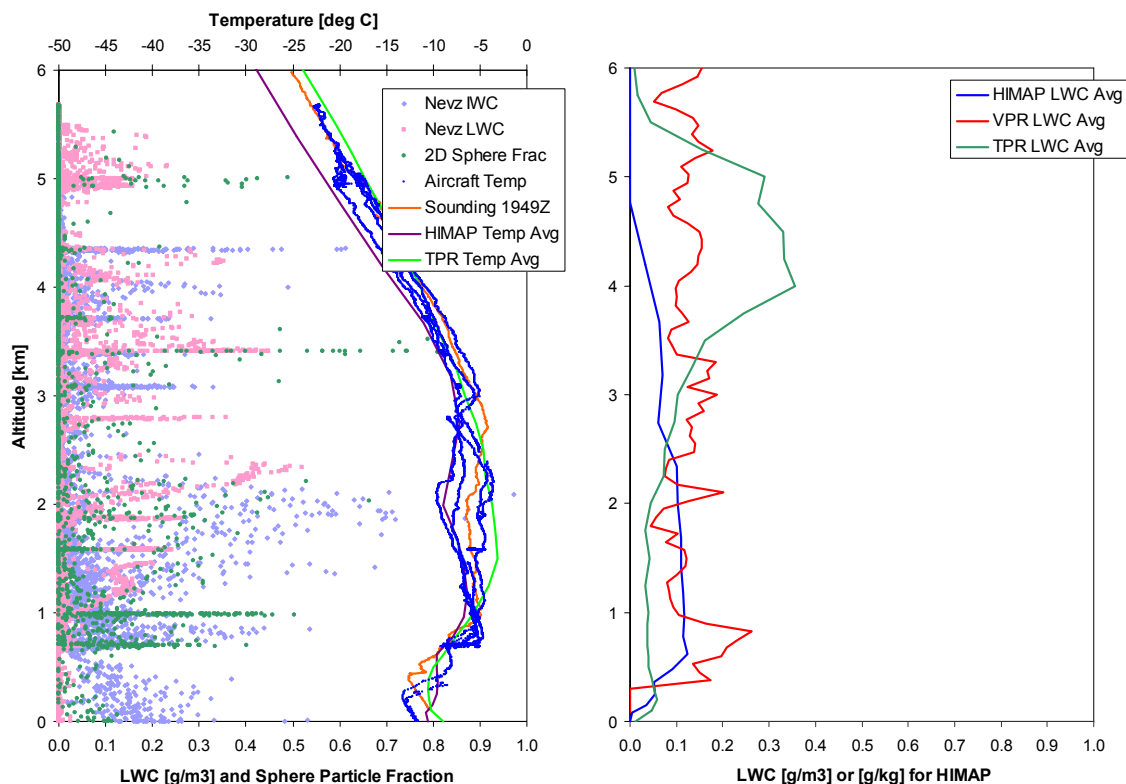 Temperature [deg C]
-50 -45 -40 -35 -30 -25 -20 -15 -10 -5 0
6
5
4
3
2
1
0
Altitude [km]
Nevz IWC
Nevz LWC
2D Sphere Frac
Aircraft Temp
Sounding 1949Z
HIMAP Temp Avg
TPR Temp Avg
0.0 0.1 0.2 0.3 0.4 0.5 0.6 0.7 0.8 0.9 1.0
LWC [g/m3] and Sphere Particle Fraction
6
5
4
3
2
1
0
HIMAP LWC Avg
VPR LWC Avg
TPR LWC Avg
0.0 0.1 0.2 0.3 0.4 0.5 0.6 0.7 0.8 0.9 1.0
LWC [g/m3] or [g/kg] for HIMAP